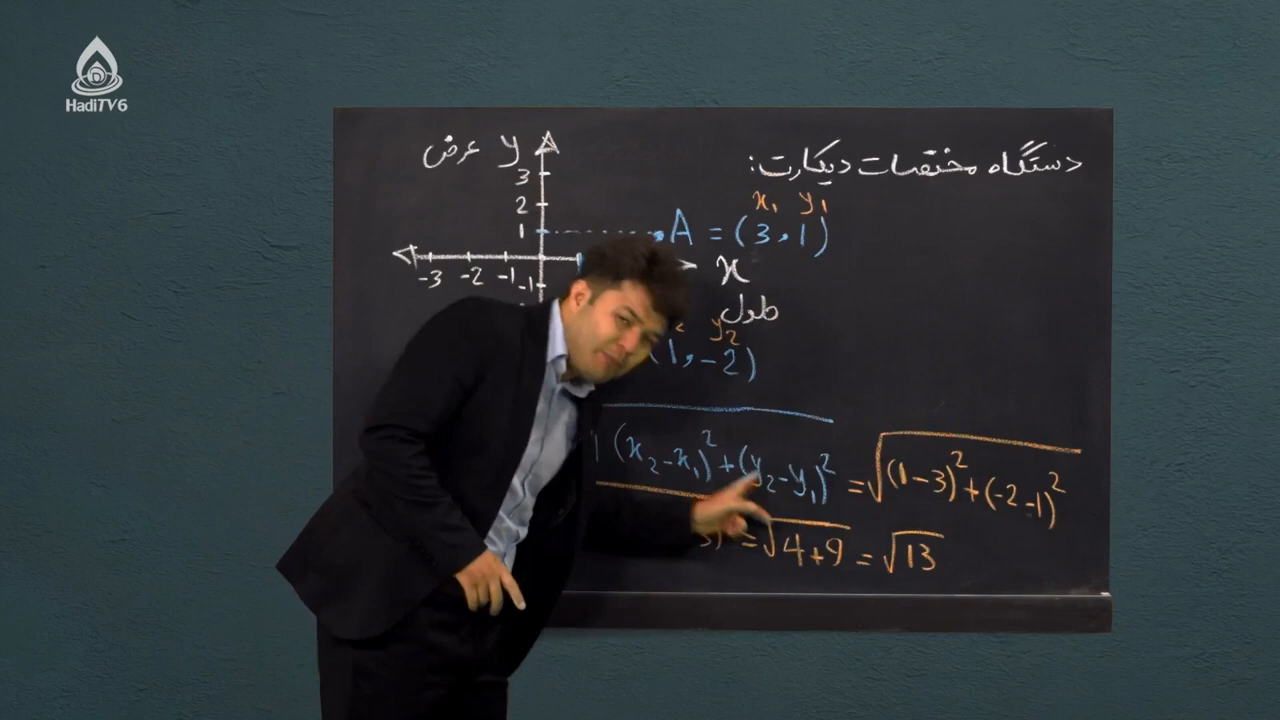 HadiTV6
دستگاه مختصات دیکارت:
y عرض
3
2
1
x₁ y₁
A = (3,1)
-3 -2 -1
-1
x
طول
₂ y₂
(1,-2)
(x₂-x₁)²+(y₂-y₁)² = √(1-3)²+(-2-1)²
= √4+9 = √13